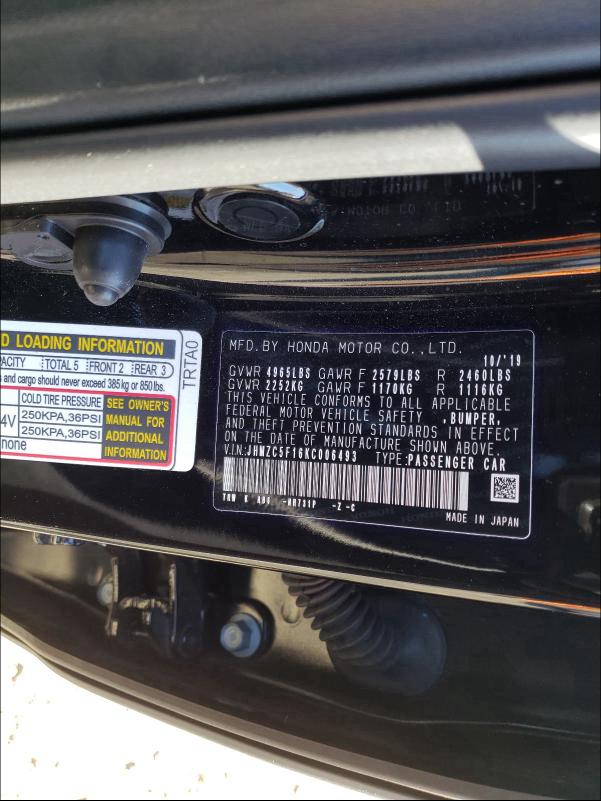 D LOADING INFORMATION
PACITY TOTAL 5 FRONT 2 REAR 3
s and cargo should never exceed 385 kg or 850 lbs.
COLD TIRE PRESSURE
4V 250KPA,36PSI
250KPA,36PSI
none
SEE OWNER'S
MANUAL FOR
ADDITIONAL
INFORMATION
TRTA0
MFD.BY HONDA MOTOR CO.,LTD. 10/'19
GVWR 4965LBS GAWR F 2579LBS R 2460LBS
GVWR 2252KG GAWR F 1170KG R 1116KG
THIS VEHICLE CONFORMS TO ALL APPLICABLE
FEDERAL MOTOR VEHICLE SAFETY ,BUMPER,
AND THEFT PREVENTION STANDARDS IN EFFECT
ON THE DATE OF MANUFACTURE SHOWN ABOVE.
VIN:JHMZC5F16KC006493 TYPE:PASSENGER CAR
-Z -C
MADE IN JAPAN